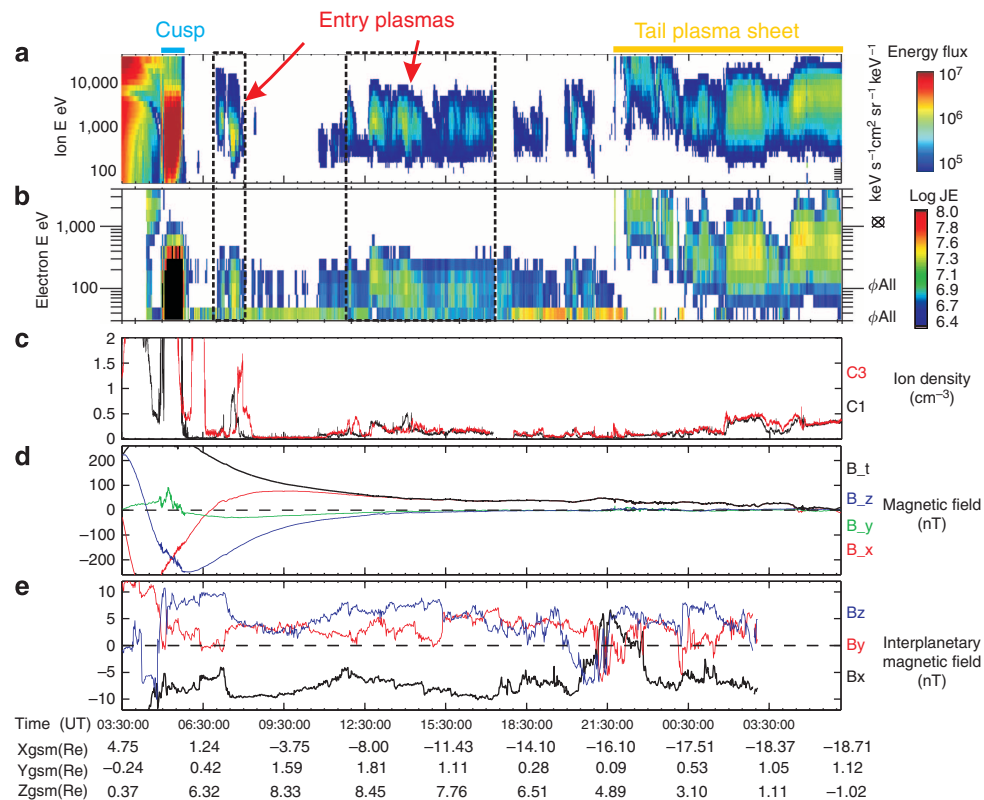 Entry plasmas
Cusp
Tail plasma sheet
a
Ion E eV
10,000
1,000
100
Energy flux
10⁷
10⁶
10⁵
keV s⁻¹cm² sr⁻¹ keV⁻¹
b
Electron E eV
1,000
100
ϕAll
ϕAll
Log JE
8.0
7.8
7.6
7.3
7.1
6.9
6.7
6.4
c
2
1.5
1
0.5
0
C3
C1
Ion density
(cm⁻³)
d
200
100
0
−100
−200
B_t
B_z
B_y
B_x
Magnetic field
(nT)
e
10
5
0
−5
−10
Bz
By
Bx
Interplanetary
magnetic field
(nT)
Time (UT) 03:30:00 06:30:00 09:30:00 12:30:00 15:30:00 18:30:00 21:30:00 00:30:00 03:30:00
Xgsm(Re) 4.75 1.24 −3.75 −8.00 −11.43 −14.10 −16.10 −17.51 −18.37 −18.71
Ygsm(Re) −0.24 0.42 1.59 1.81 1.11 0.28 0.09 0.53 1.05 1.12
Zgsm(Re) 0.37 6.32 8.33 8.45 7.76 6.51 4.89 3.10 1.11 −1.02